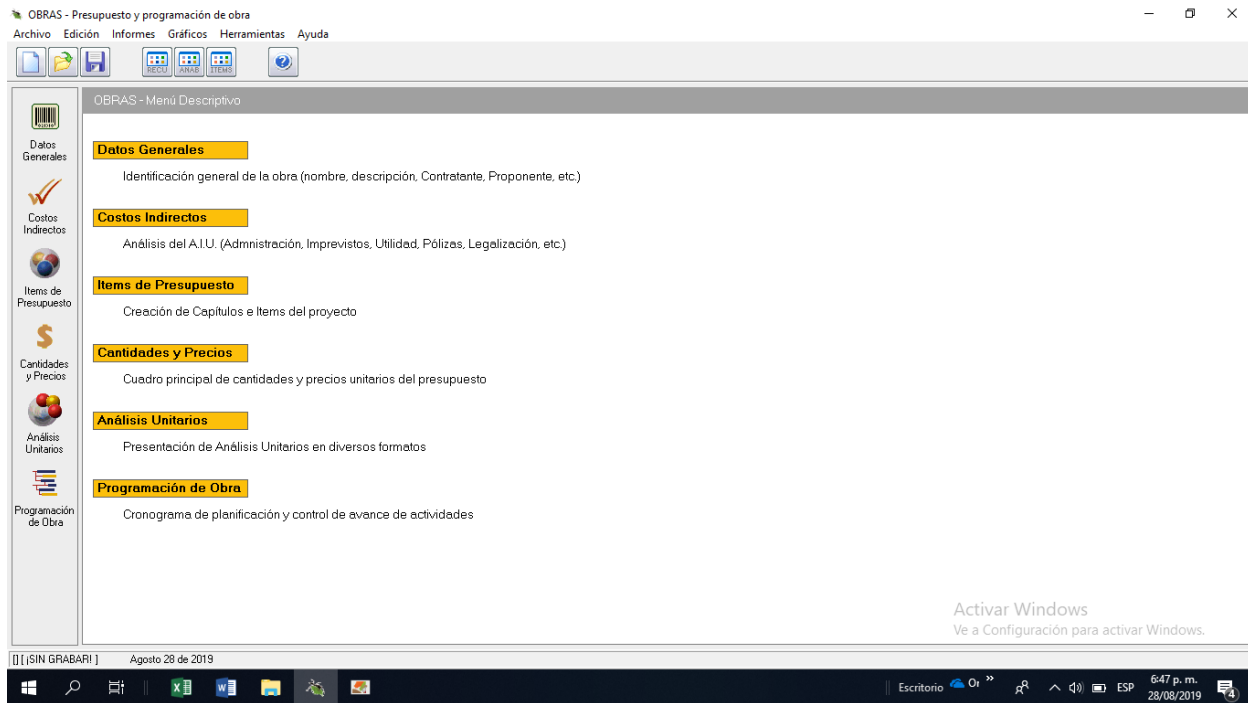 OBRAS - Presupuesto y programación de obra
Archivo Edición Informes Gráficos Herramientas Ayuda
RECU ANAB ITEMS
OBRAS - Menú Descriptivo
Datos
Generales
Costos
Indirectos
Items de
Presupuesto
Cantidades
y Precios
Análisis
Unitarios
Programación
de Obra
Datos Generales
Identificación general de la obra (nombre, descripción, Contratante, Proponente, etc.)
Costos Indirectos
Análisis del A.I.U. (Admnistración, Imprevistos, Utilidad, Pólizas, Legalización, etc.)
Items de Presupuesto
Creación de Capítulos e Items del proyecto
Cantidades y Precios
Cuadro principal de cantidades y precios unitarios del presupuesto
Análisis Unitarios
Presentación de Análisis Unitarios en diversos formatos
Programación de Obra
Cronograma de planificación y control de avance de actividades
Activar Windows
Ve a Configuración para activar Windows.
[] [ ¡SIN GRABAR! ] Agosto 28 de 2019
Escritorio Or » ESP 6:47 p. m.
28/08/2019
4